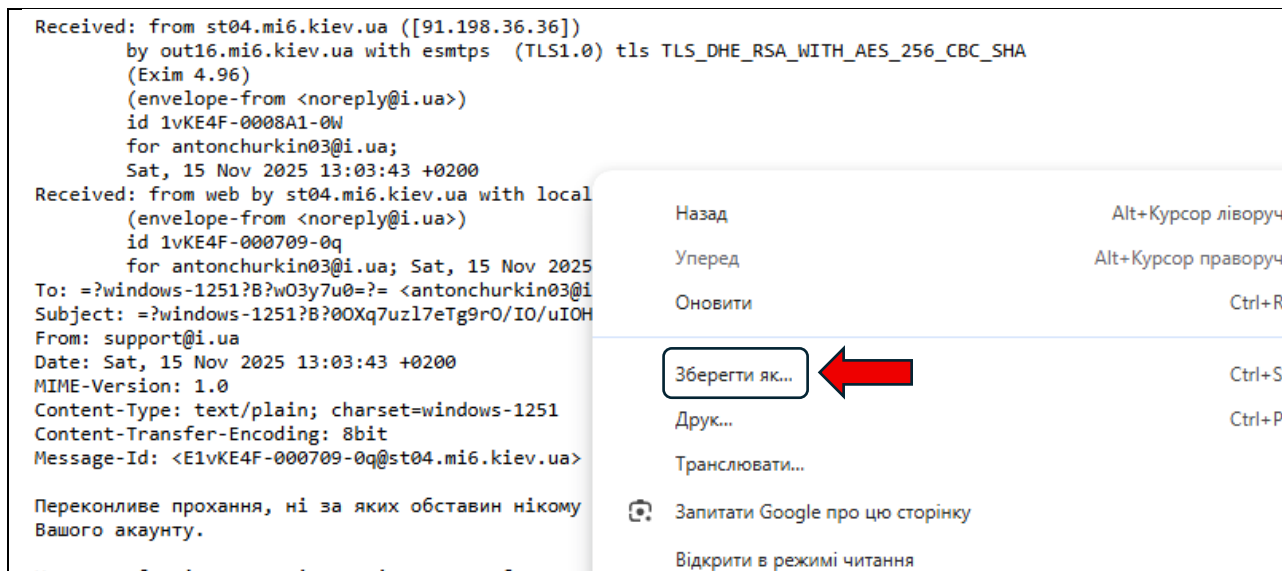 Received: from st04.mi6.kiev.ua ([91.198.36.36])
by out16.mi6.kiev.ua with esmtps (TLS1.0) tls TLS_DHE_RSA_WITH_AES_256_CBC_SHA
(Exim 4.96)
(envelope-from <noreply@i.ua>)
id 1vKE4F-0008A1-0W
for antonchurkin03@i.ua;
Sat, 15 Nov 2025 13:03:43 +0200
Received: from web by st04.mi6.kiev.ua with local
(envelope-from <noreply@i.ua>)
id 1vKE4F-000709-0q
for antonchurkin03@i.ua; Sat, 15 Nov 2025
To: =?windows-1251?B?wO3y7u0=?= <antonchurkin03@i
Subject: =?windows-1251?B?0OXq7uzl7eTg9rO/IO/uIOH
From: support@i.ua
Date: Sat, 15 Nov 2025 13:03:43 +0200
MIME-Version: 1.0
Content-Type: text/plain; charset=windows-1251
Content-Transfer-Encoding: 8bit
Message-Id: <E1vKE4F-000709-0q@st04.mi6.kiev.ua>
Переконливе прохання, ні за яких обставин нікому
Вашого акаунту.
Назад Alt+Курсор ліворуч
Уперед Alt+Курсор праворуч
Оновити Ctrl+R
Зберегти як... Ctrl+S
Друк... Ctrl+P
Транслювати...
Запитати Google про цю сторінку
Відкрити в режимі читання